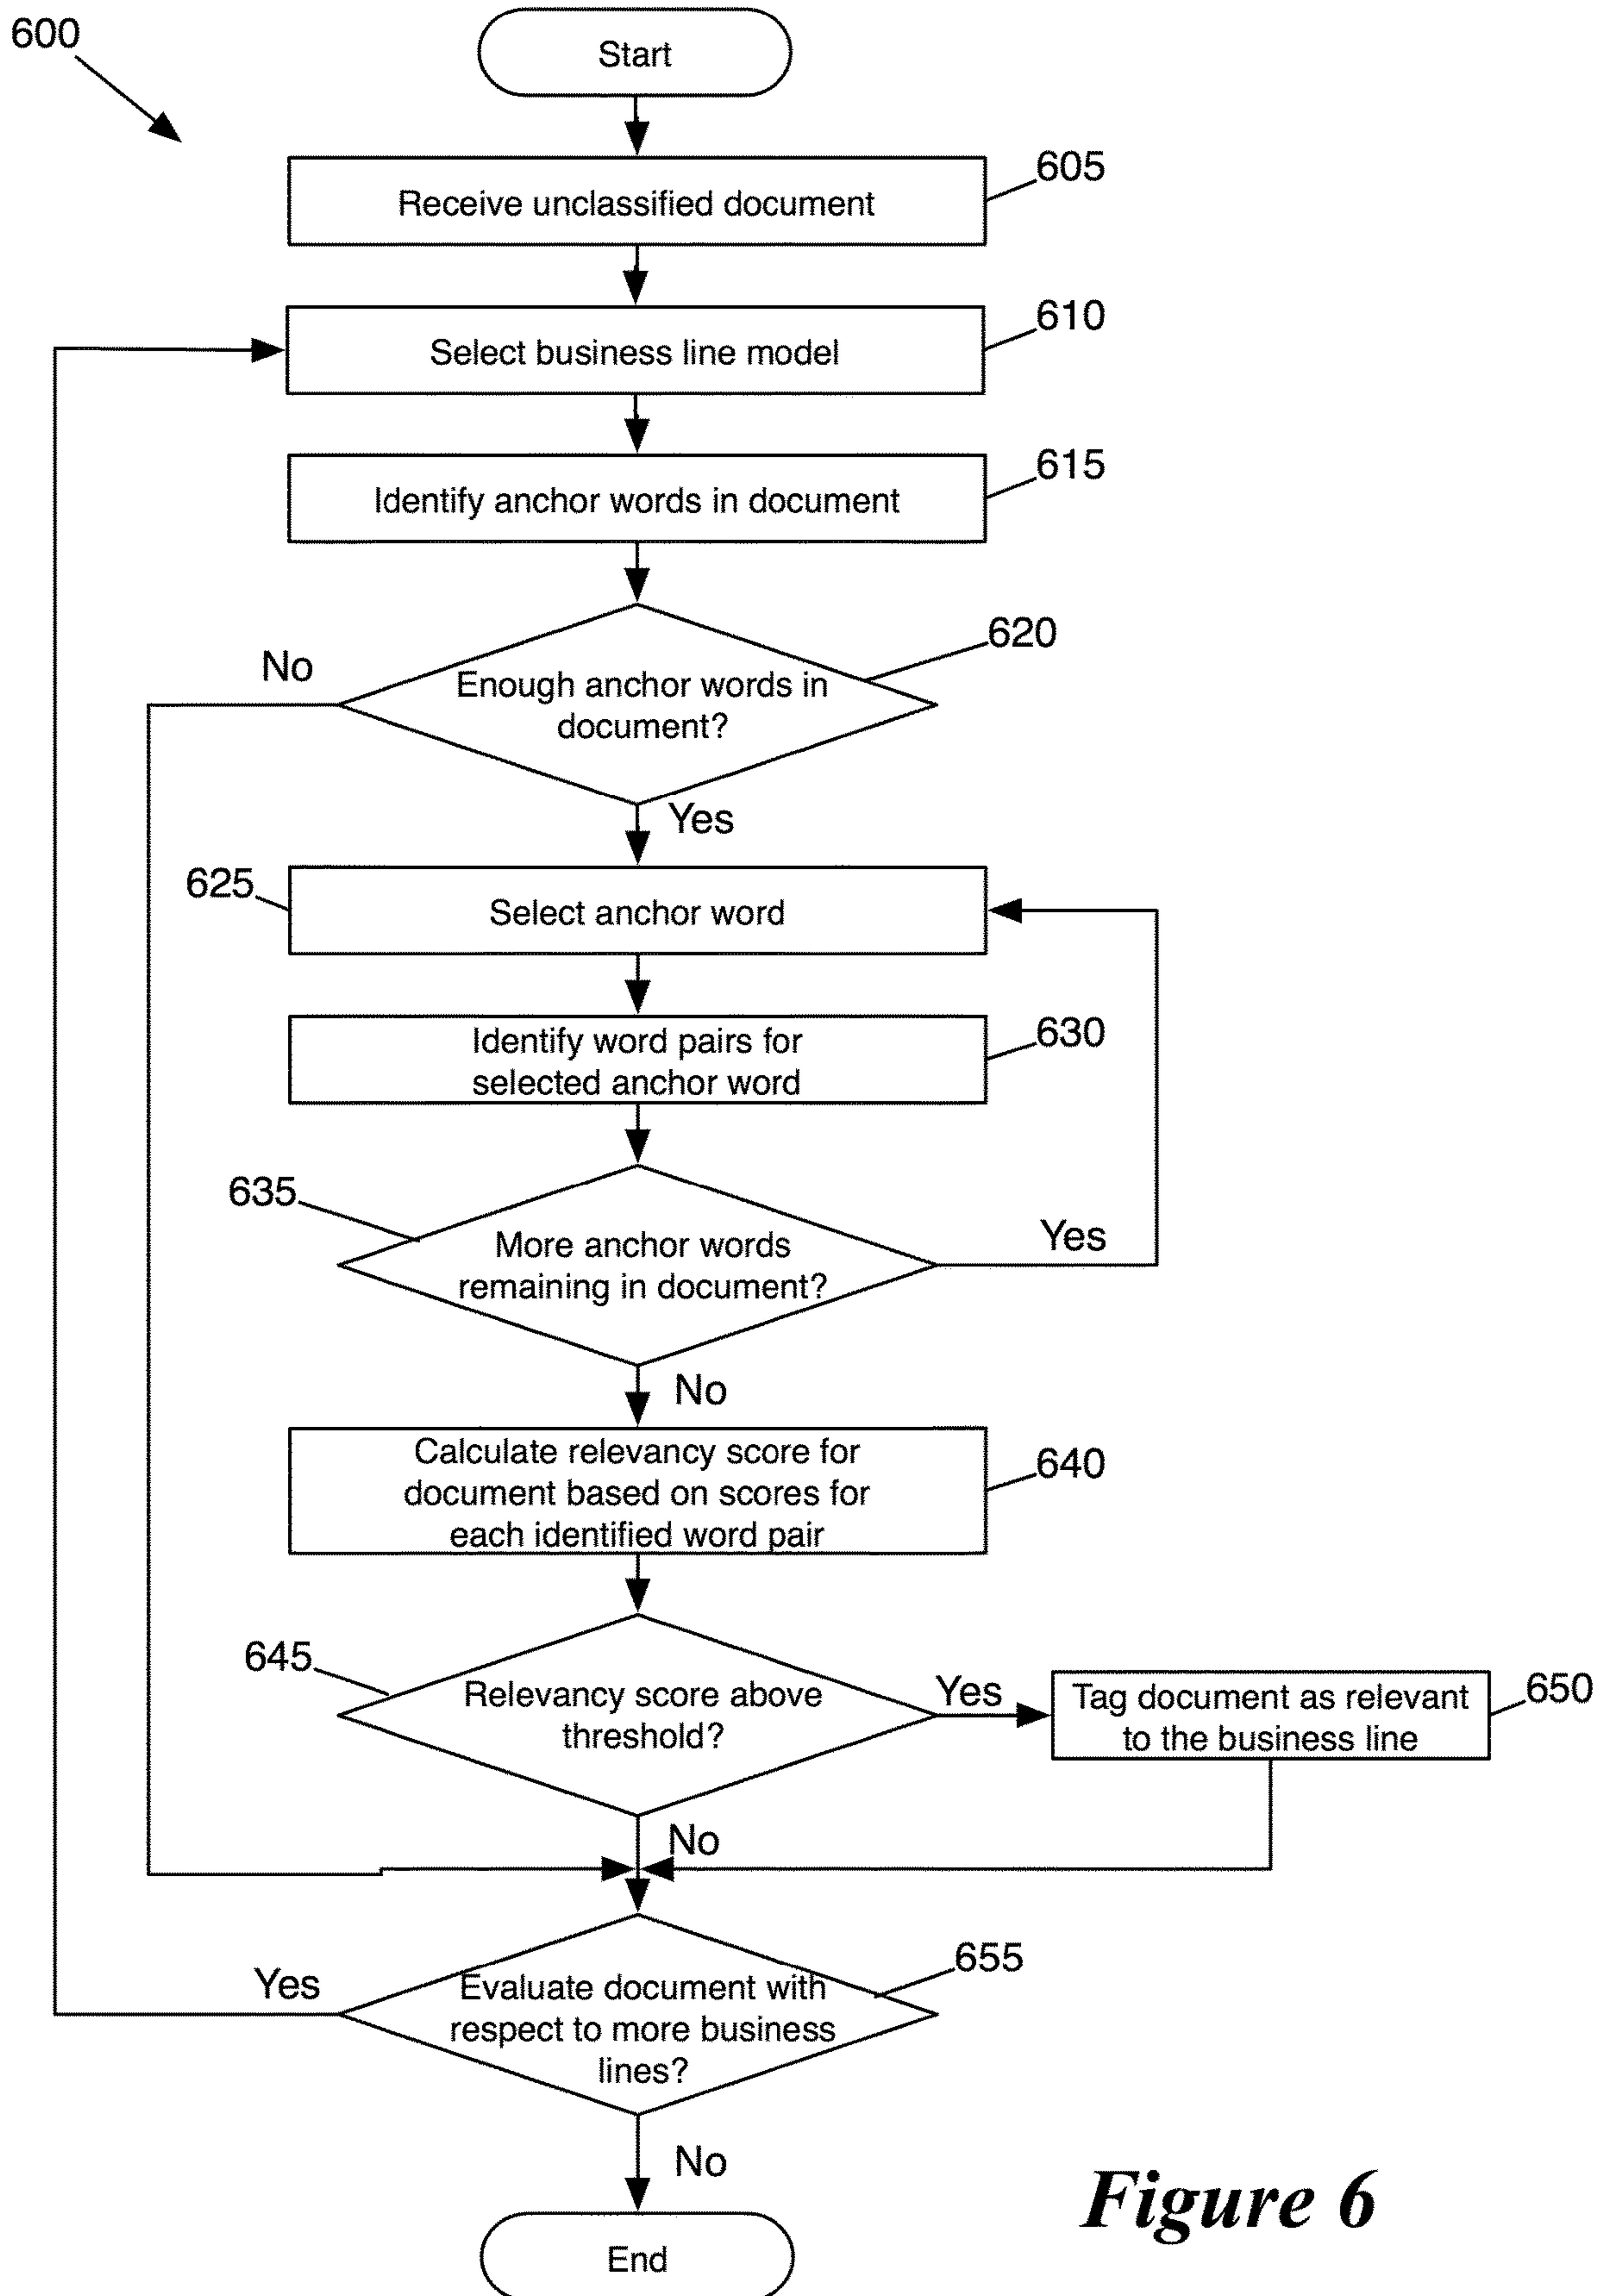 600
Start
Receive unclassified document
605
Select business line model
610
Identify anchor words in document
615
Enough anchor words in
document?
620
No
Yes
625
Select anchor word
Identify word pairs for
selected anchor word
630
635
More anchor words
remaining in document?
Yes
No
Calculate relevancy score for
document based on scores for
each identified word pair
640
645
Relevancy score above
threshold?
Yes
Tag document as relevant
to the business line
650
No
655
Yes
Evaluate document with
respect to more business
lines?
No
Figure 6
End